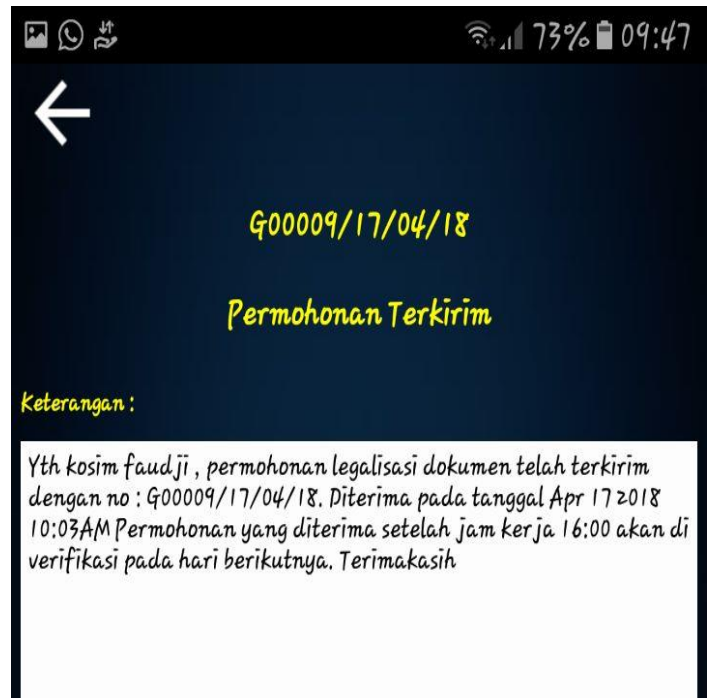 73% 09:47
G00009/17/04/18
Permohonan Terkirim
Keterangan :
Yth kosim faudji , permohonan legalisasi dokumen telah terkirim
dengan no : G00009/17/04/18. Diterima pada tanggal Apr 17 2018
10:03AM Permohonan yang diterima setelah jam kerja 16:00 akan di
verifikasi pada hari berikutnya. Terimakasih